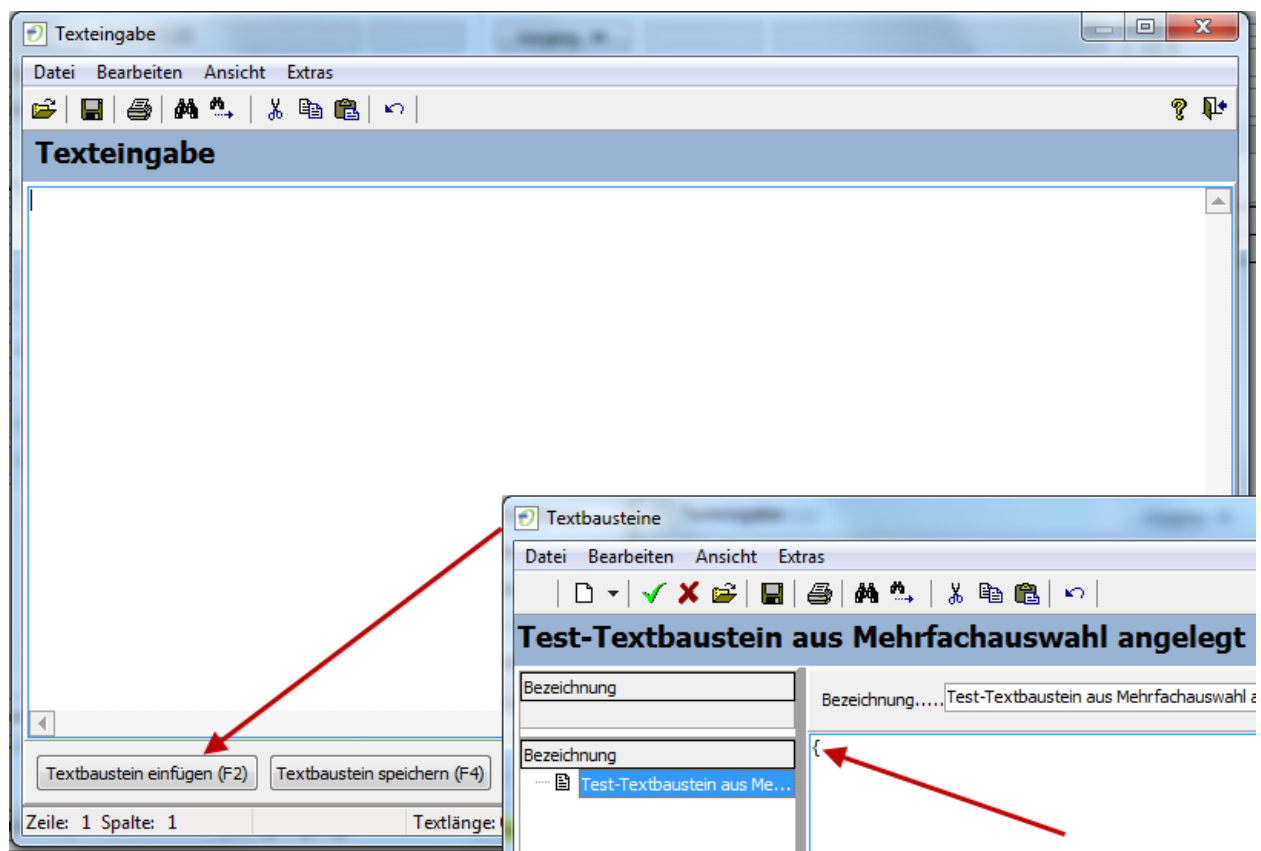 Texteingabe
Datei Bearbeiten Ansicht Extras
Texteingabe
Textbaustein einfügen (F2) Textbaustein speichern (F4)
Zeile: 1 Spalte: 1 Textlänge:
Textbausteine
Datei Bearbeiten Ansicht Extras
Test-Textbaustein aus Mehrfachauswahl angelegt
Bezeichnung
Bezeichnung..... Test-Textbaustein aus Mehrfachauswahl a
Bezeichnung
Test-Textbaustein aus Me...
{